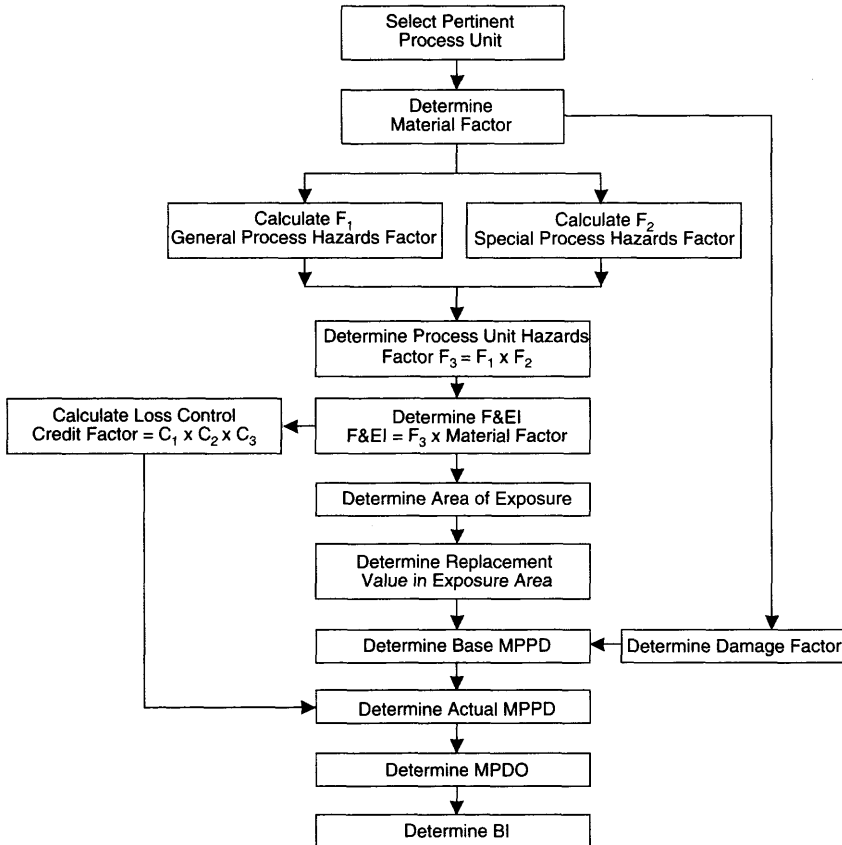 Select Pertinent
Process Unit
Determine
Material Factor
Calculate F₁
General Process Hazards Factor
Calculate F₂
Special Process Hazards Factor
Determine Process Unit Hazards
Factor F₃ = F₁ x F₂
Calculate Loss Control
Credit Factor = C₁ x C₂ x C₃
Determine F&EI
F&EI = F₃ x Material Factor
Determine Area of Exposure
Determine Replacement
Value in Exposure Area
Determine Base MPPD
Determine Damage Factor
Determine Actual MPPD
Determine MPDO
Determine BI